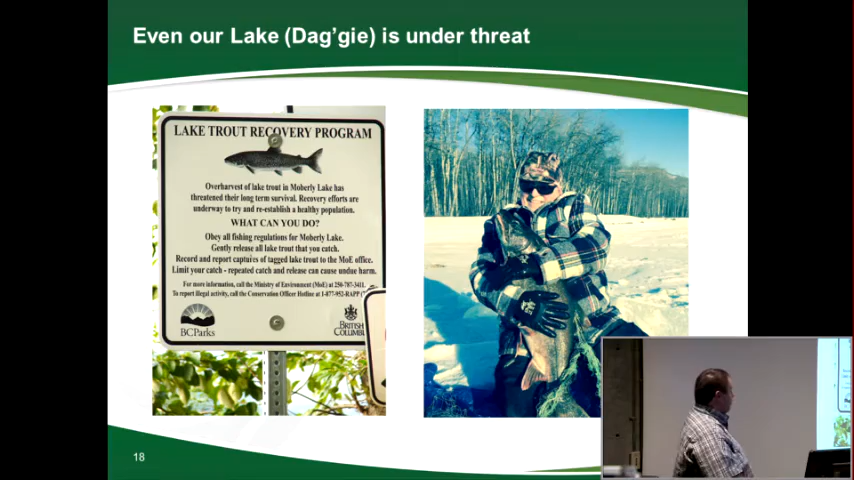 Even our Lake (Dag'gie) is under threat
LAKE TROUT RECOVERY PROGRAM
Overharvest of lake trout in Moberly Lake has
threatened their long term survival. Recovery efforts are
underway to try and re-establish a healthy population.
WHAT CAN YOU DO?
Obey all fishing regulations for Moberly Lake.
Gently release all lake trout that you catch.
Record and report captures of tagged lake trout to the MoE office.
Limit your catch - repeated catch and release can cause undue harm.
For more information, call the Ministry of Environment (MoE) at 250-787-3411.
To report illegal activity, call the Conservation Officer Hotline at 1-877-952-RAPP
BCParks
BRITISH
18